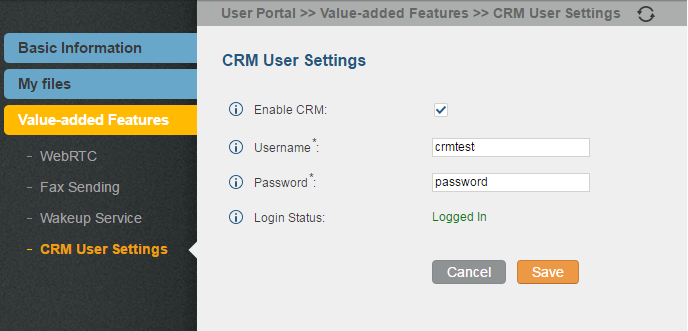 User Portal >> Value-added Features >> CRM User Settings
Basic Information
My files
Value-added Features
- WebRTC
- Fax Sending
- Wakeup Service
- CRM User Settings
CRM User Settings
Enable CRM:
Username*: crmtest
Password*: password
Login Status: Logged In
Cancel Save